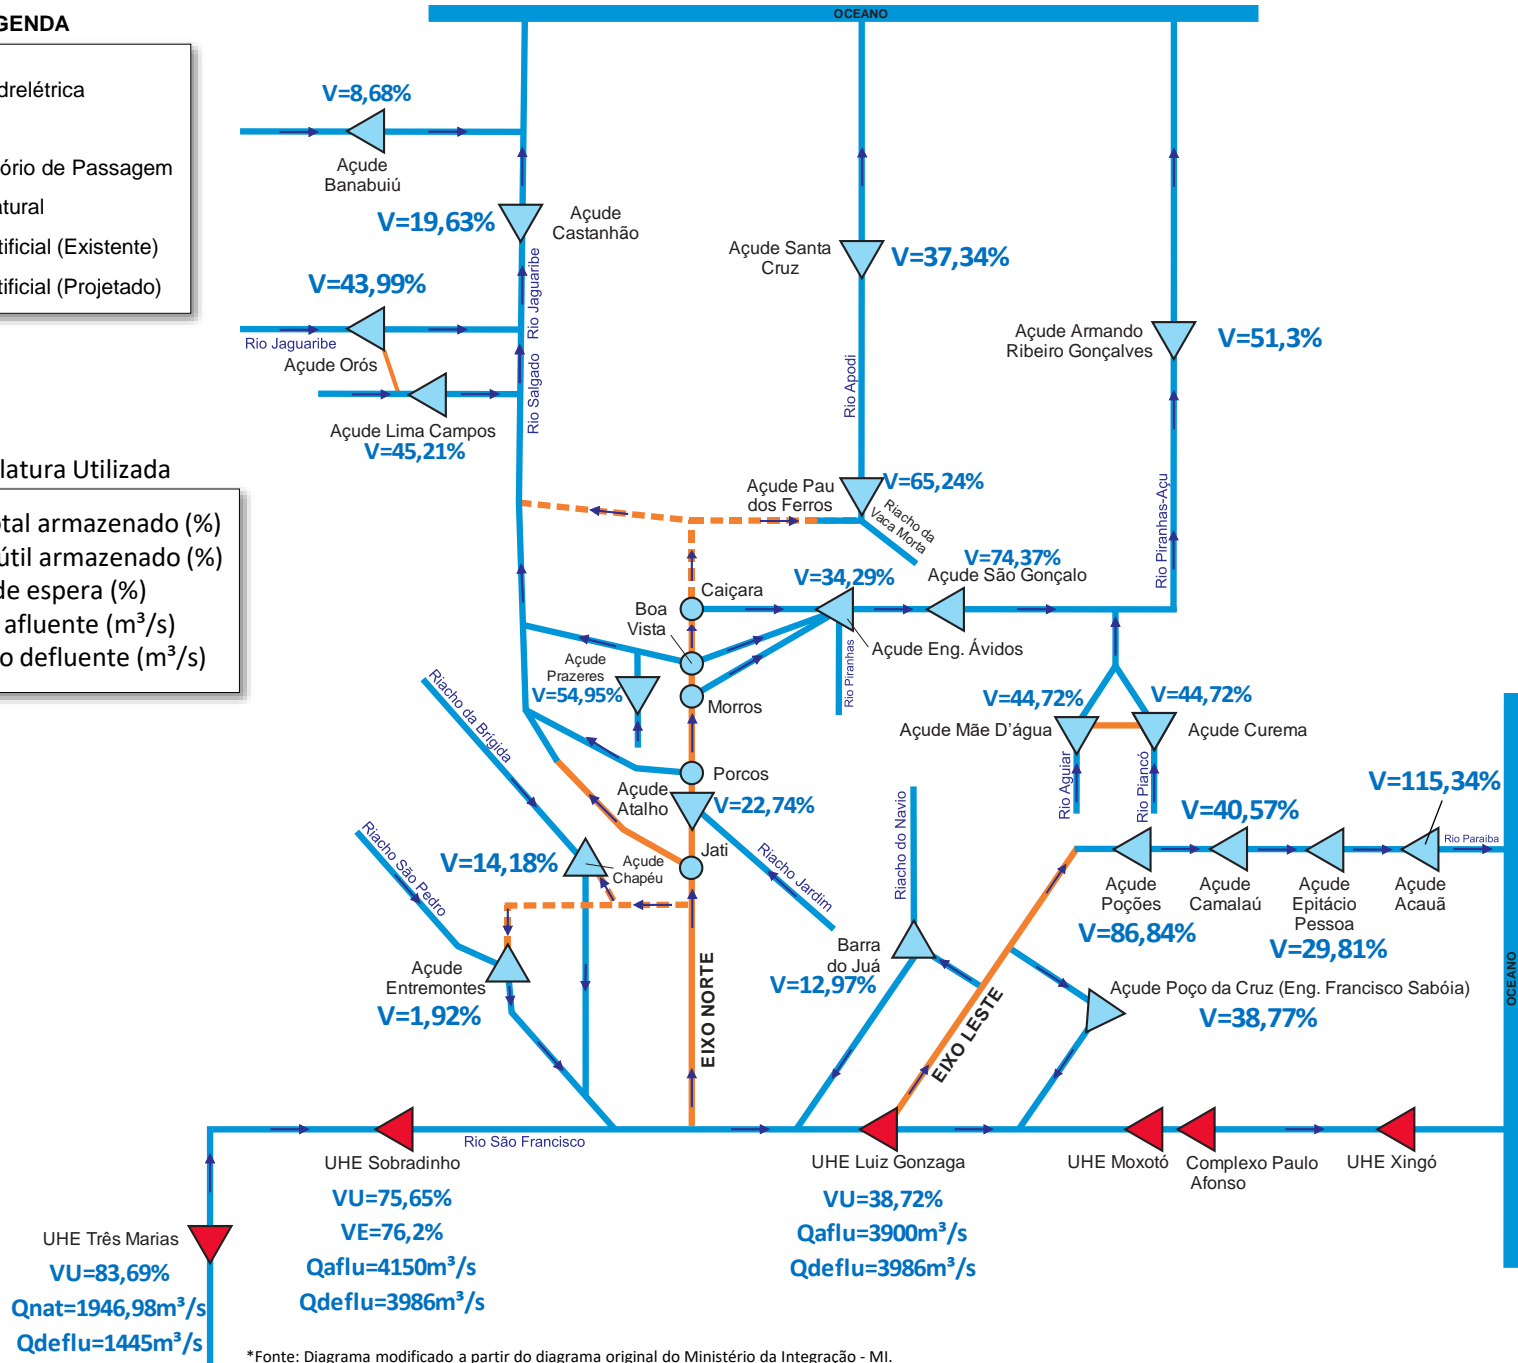 OCEANO
GENDA
drelétrica
ório de Passagem
atural
tificial (Existente)
tificial (Projetado)
V=8,68%
Açude
Banabuiú
V=19,63%
Açude
Castanhão
Rio Jaguaribe
V=43,99%
Rio Jaguaribe
Açude Orós
Rio Salgado
Açude Lima Campos
V=45,21%
Açude Santa
Cruz
V=37,34%
Rio Apodi
Açude Armando
Ribeiro Gonçalves
V=51,3%
Rio Piranhas-Açu
latura Utilizada
otal armazenado (%)
útil armazenado (%)
de espera (%)
afluente (m³/s)
o defluente (m³/s)
Açude Pau
dos Ferros
V=65,24%
Riacho da
Vaca Morta
V=74,37%
Açude São Gonçalo
V=34,29%
Caiçara
Boa
Vista
Açude Eng. Ávidos
Rio Piranhas
Açude
Prazeres
V=54,95%
Morros
Riacho da Brígida
V=44,72%
V=44,72%
Açude Mãe D'água
Açude Curema
Rio Aguiar
Rio Piancó
Porcos
Açude
Atalho
V=22,74%
Jati
Riacho Jardim
Riacho do Navio
V=115,34%
V=40,57%
Rio Paraíba
Açude
Poções
Açude
Camalaú
Açude
Epitácio
Pessoa
Açude
Acauã
V=86,84%
V=29,81%
Riacho São Pedro
V=14,18%
Açude
Chapéu
Açude
Entremontes
V=1,92%
EIXO NORTE
Barra
do Juá
V=12,97%
EIXO LESTE
Açude Poço da Cruz (Eng. Francisco Sabóia)
V=38,77%
OCEANO
Rio São Francisco
UHE Sobradinho
VU=75,65%
VE=76,2%
Qaflu=4150m³/s
Qdeflu=3986m³/s
UHE Luiz Gonzaga
VU=38,72%
Qaflu=3900m³/s
Qdeflu=3986m³/s
UHE Moxotó
Complexo Paulo
Afonso
UHE Xingó
UHE Três Marias
VU=83,69%
Qnat=1946,98m³/s
Qdeflu=1445m³/s
*Fonte: Diagrama modificado a partir do diagrama original do Ministério da Integração - MI.